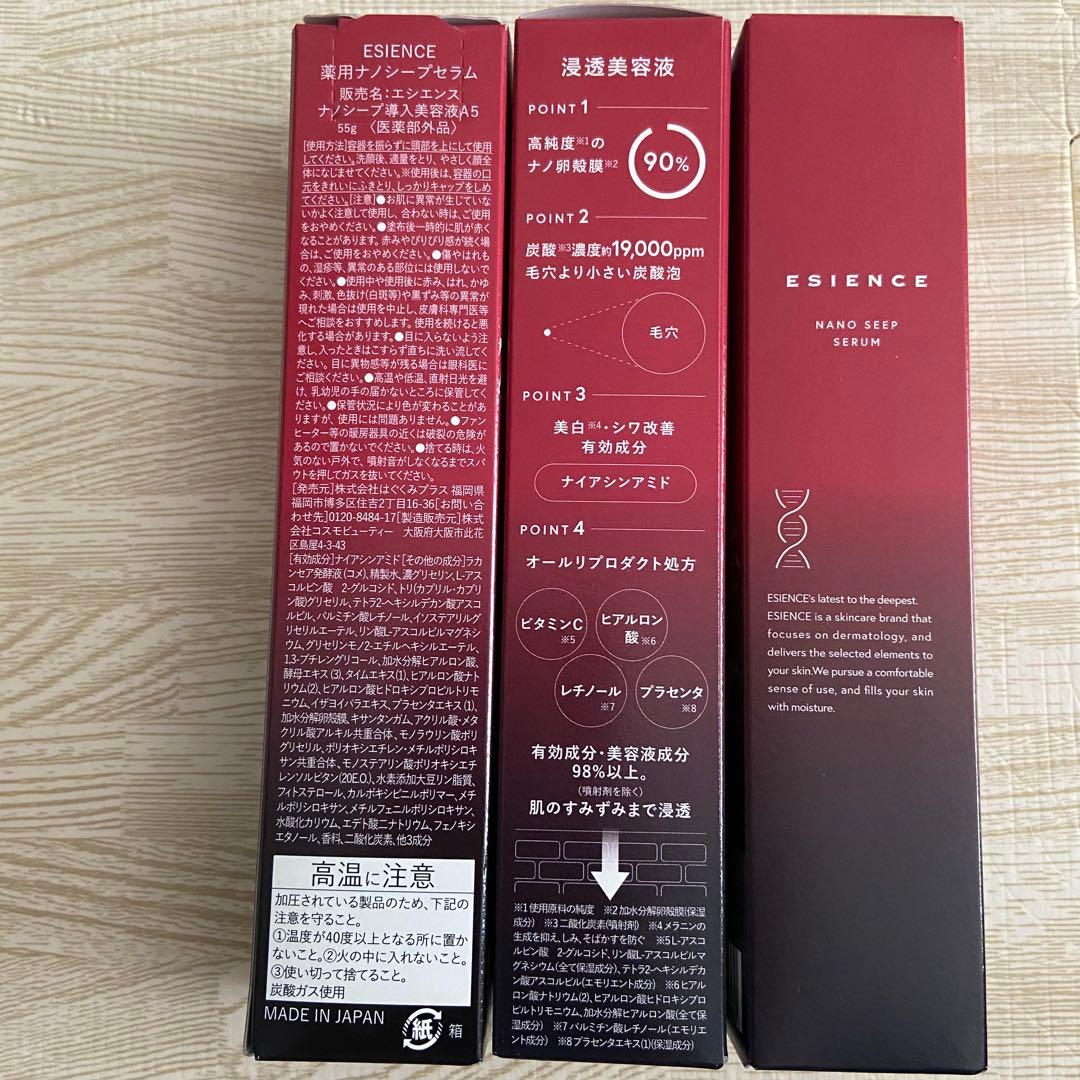 ESIENCE
薬用ナノシープセラム
販売名:エシエンス
ナノシープ導入美容液A5
55g 〈医薬部外品〉
[使用方法]容器を振らずに頭部を上にして使用
してください。洗顔後、適量をとり、やさしく顔全
体になじませてください。※使用後は、容器の口
元をきれいにふきとり、しっかりキャップをしめ
てください。[注意]●お肌に異常が生じていな
いかよく注意して使用し、合わない時は、ご使用
をおやめください。●塗布後一時的に肌が赤く
なることがあります。赤みやぴりぴり感が続く場
合は、ご使用をおやめください。●傷やはれも
の、湿疹等、異常のある部位には使用しないで
ください。●使用中や使用後に赤み、はれ、かゆ
み、刺激、色抜け(白斑等)や黒ずみ等の異常が
現れた場合は使用を中止し、皮膚科専門医等
へご相談をおすすめします。使用を続けると悪
化する場合があります。●目に入らないよう注
意し、入ったときはこすらず直ちに洗い流してく
ださい。目に異物感等が残る場合は眼科医に
ご相談ください。●高温や低温、直射日光を避
け、乳幼児の手の届かないところに保管してく
ださい。●保管状況により色が変わることがあ
りますが、使用には問題ありません。●ファン
ヒーター等の暖房器具の近くは破裂の危険が
あるので置かないでください。●捨てる時は、火
気のない戸外で、噴射音がしなくなるまでスパ
ウトを押してガスを抜いてください。
[発売元]株式会社はぐくみプラス 福岡県
福岡市博多区住吉2丁目16-36[お問い合
わせ先]0120-8484-17[製造販売元]株式
会社コスモビューティー 大阪府大阪市此花
区島屋4-3-43
[有効成分]ナイアシンアミド[その他の成分]ラカ
ンセア発酵液(コメ)、精製水、濃グリセリン、L-アス
コルビン酸 2-グルコシド、トリ(カプリル・カプリ
ン酸)グリセリル、テトラ2-ヘキシルデカン酸アスコ
ルビル、パルミチン酸レチノール、イソステアリルグ
リセリルエーテル、リン酸L-アスコルビルマグネシ
ウム、グリセリンモノ2-エチルヘキシルエーテル、
1,3-ブチレングリコール、加水分解ヒアルロン酸、
酵母エキス(3)、タイムエキス(1)、ヒアルロン酸ナト
リウム(2)、ヒアルロン酸ヒドロキシプロピルトリモ
ニウム、イザヨイバラエキス、プラセンタエキス(1)、
加水分解卵殻膜、キサンタンガム、アクリル酸・メタ
クリル酸アルキル共重合体、モノラウリン酸ポリ
グリセリル、ポリオキシエチレン・メチルポリシロキ
サン共重合体、モノステアリン酸ポリオキシエチ
レンソルビタン(20E.O.)、水素添加大豆リン脂質、
フィトステロール、カルボキシビニルポリマー、メチ
ルポリシロキサン、メチルフェニルポリシロキサン、
水酸化カリウム、エデト酸二ナトリウム、フェノキシ
エタノール、香料、二酸化炭素、他3成分
高温に注意
加圧されている製品のため、下記の
注意を守ること。
①温度が40度以上となる所に置か
ないこと。②火の中に入れないこと。
③使い切って捨てること。
炭酸ガス使用
MADE IN JAPAN
紙 箱
浸透美容液
POINT 1
高純度※1の
ナノ卵殻膜※2
90%
POINT 2
炭酸※3濃度約19,000ppm
毛穴より小さい炭酸泡
毛穴
POINT 3
美白※4・シワ改善
有効成分
ナイアシンアミド
POINT 4
オールリプロダクト処方
ビタミンC
※5
ヒアルロン
酸※6
レチノール
※7
プラセンタ
※8
有効成分・美容液成分
98%以上。
(噴射剤を除く)
肌のすみずみまで浸透
※1 使用原料の純度 ※2 加水分解卵殻膜(保湿
成分) ※3 二酸化炭素(噴射剤) ※4 メラニンの
生成を抑え、しみ、そばかすを防ぐ ※5 L-アスコ
ルビン酸 2-グルコシド、リン酸L-アスコルビルマ
グネシウム(全て保湿成分)、テトラ2-ヘキシルデカ
ン酸アスコルビル(エモリエント成分) ※6 ヒアル
ロン酸ナトリウム(2)、ヒアルロン酸ヒドロキシプロ
ピルトリモニウム、加水分解ヒアルロン酸(全て保
湿成分) ※7 パルミチン酸レチノール(エモリエ
ント成分) ※8 プラセンタエキス(1)(保湿成分)
ESIENCE
NANO SEEP
SERUM
ESIENCE's latest to the deepest.
ESIENCE is a skincare brand that
focuses on dermatology, and
delivers the selected elements to
your skin.We pursue a comfortable
sense of use, and fills your skin
with moisture.